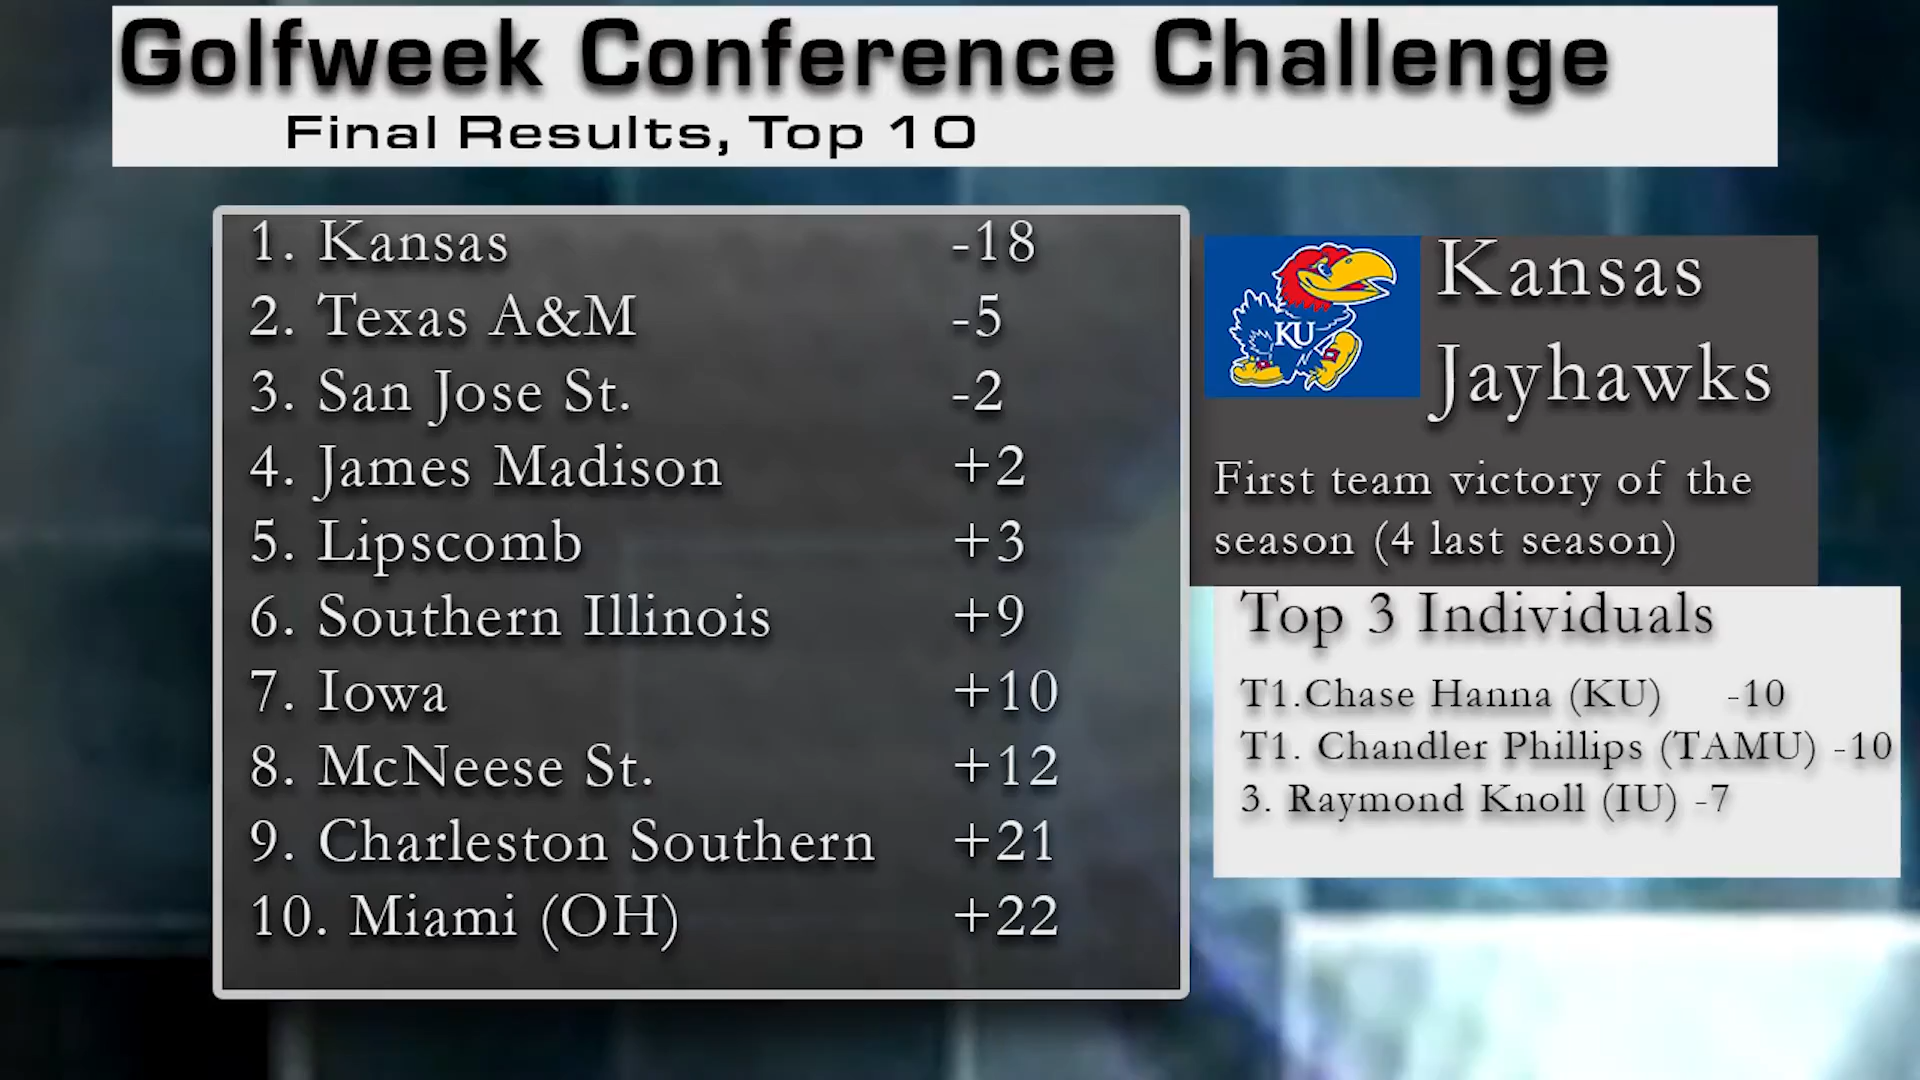 Golfweek Conference Challenge
Final Results, Top 10
1. Kansas -18
2. Texas A&M -5
3. San Jose St. -2
4. James Madison +2
5. Lipscomb +3
6. Southern Illinois +9
7. Iowa +10
8. McNeese St. +12
9. Charleston Southern +21
10. Miami (OH) +22
KU
Kansas
Jayhawks
First team victory of the
season (4 last season)
Top 3 Individuals
T1.Chase Hanna (KU) -10
T1. Chandler Phillips (TAMU) -10
3. Raymond Knoll (IU) -7